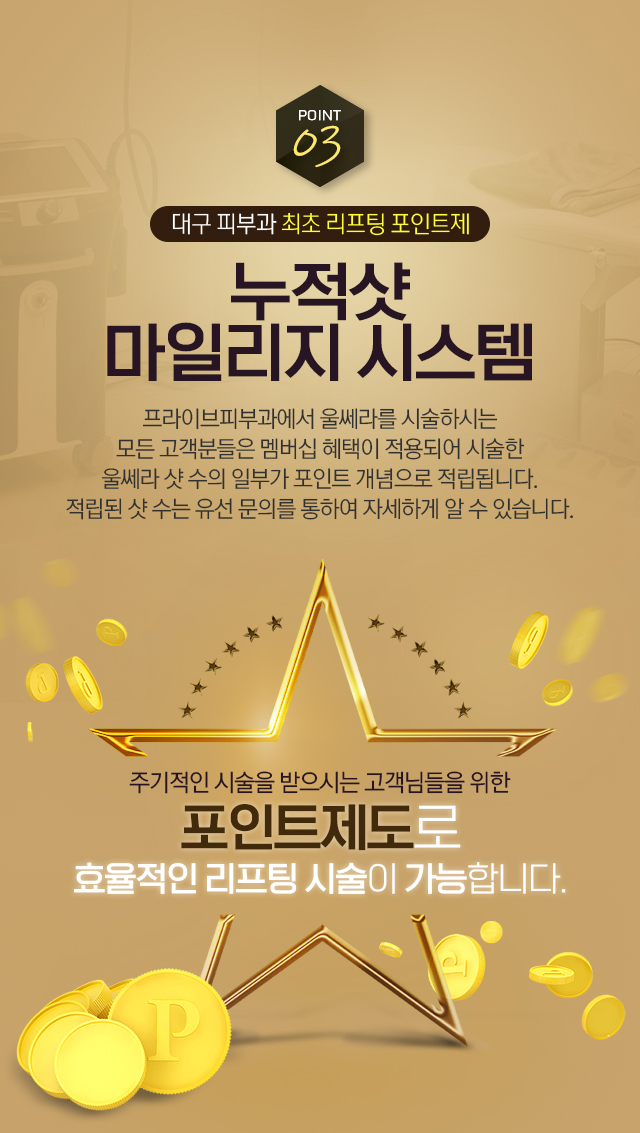 POINT
03
대구 피부과 최초 리프팅 포인트제
누적샷
마일리지 시스템
프라이브피부과에서 울쎄라를 시술하시는
모든 고객분들은 멤버십 혜택이 적용되어 시술한
울쎄라 샷 수의 일부가 포인트 개념으로 적립됩니다.
적립된 샷 수는 유선 문의를 통하여 자세하게 알 수 있습니다.
주기적인 시술을 받으시는 고객님들을 위한
포인트제도로
효율적인 리프팅 시술이 가능합니다.
P
P